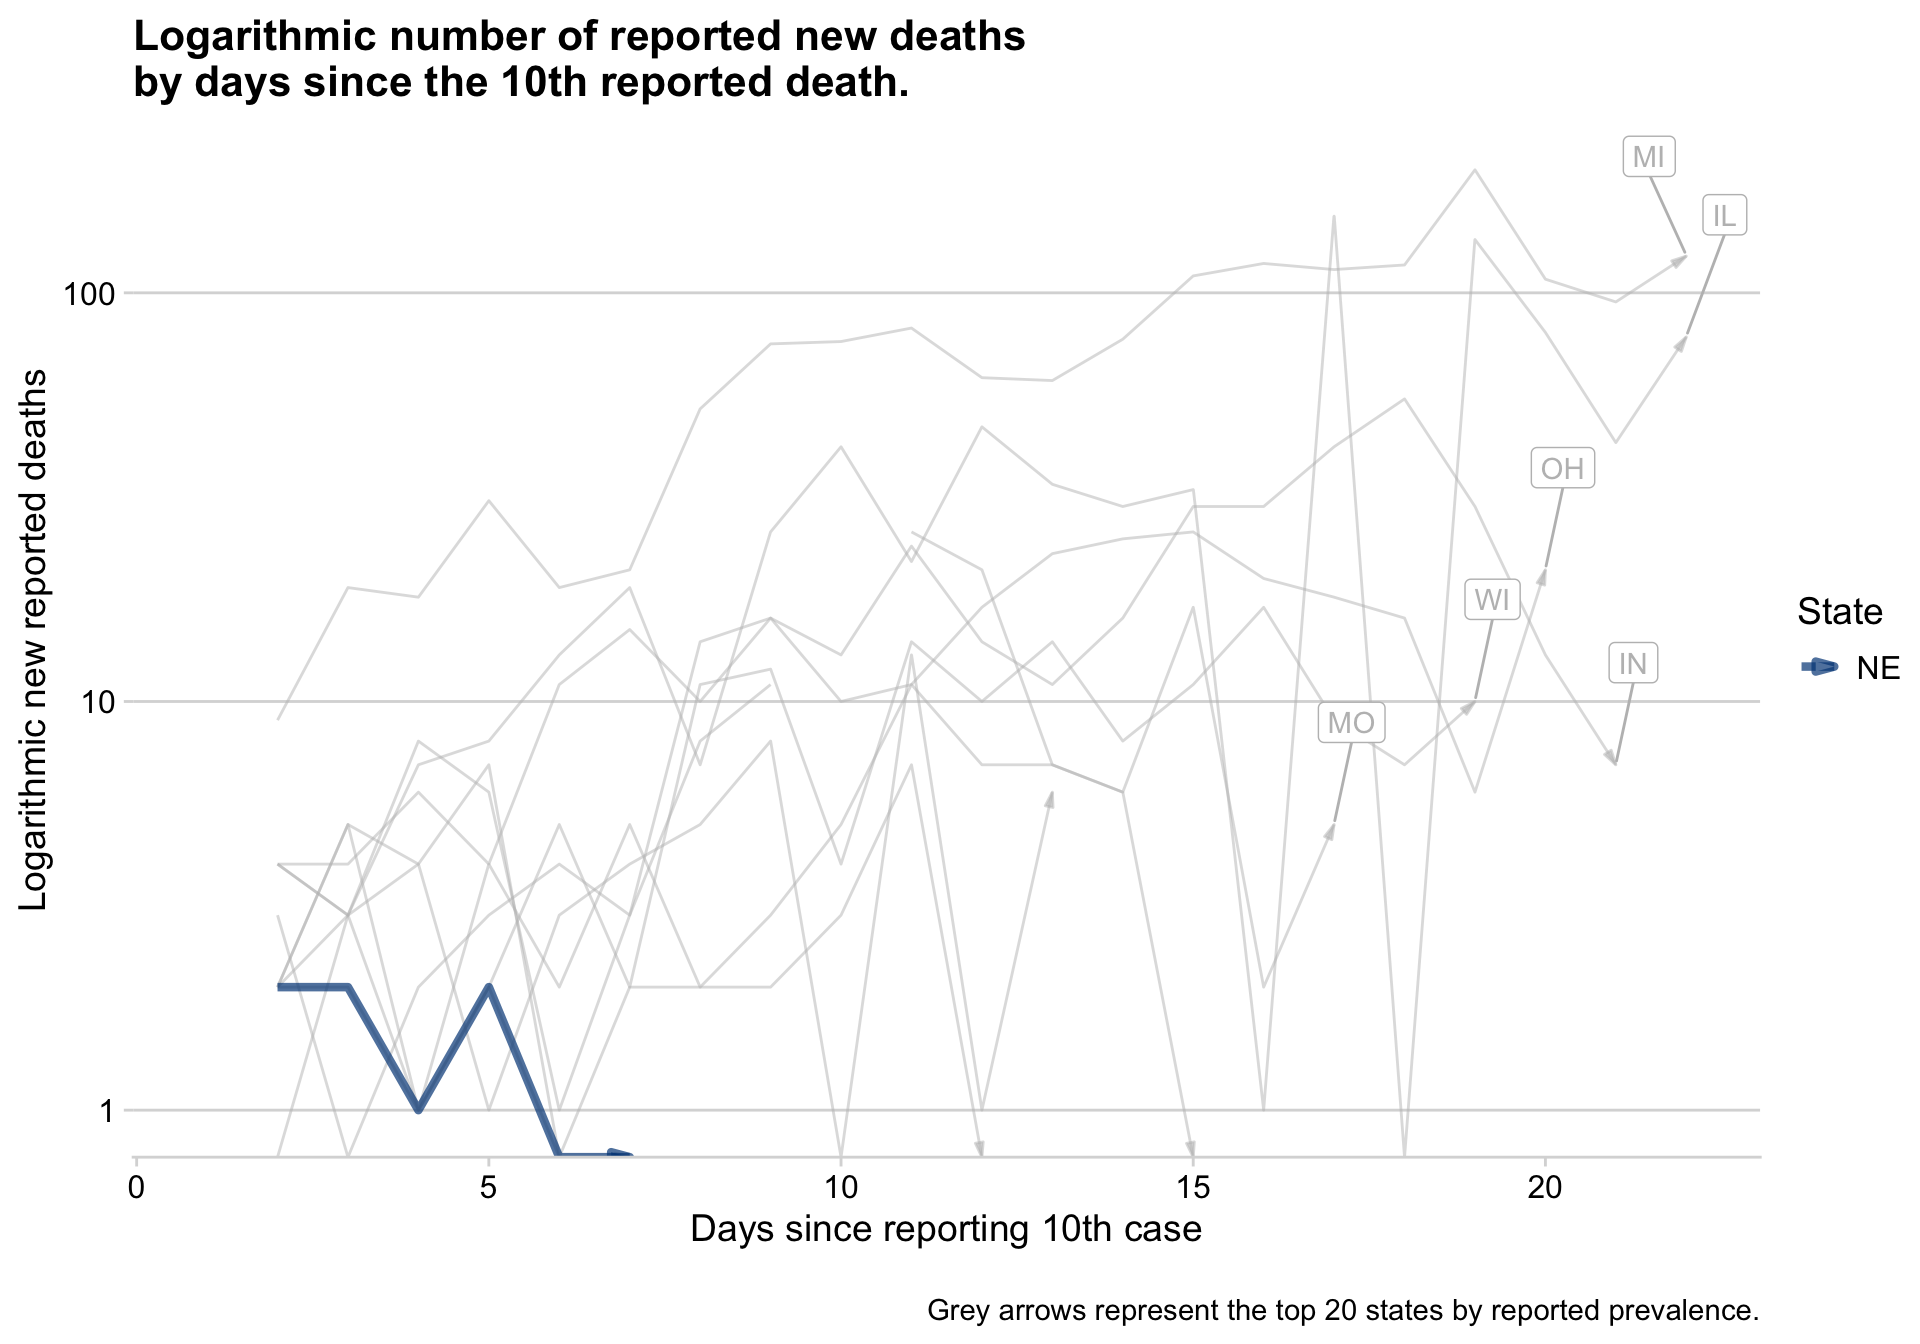 Logarithmic number of reported new deaths
by days since the 10th reported death.
MI
IL
100
OH
WI
IN
MO
10
1
Logarithmic new reported deaths
State
NE
0 5 10 15 20
Days since reporting 10th case
Grey arrows represent the top 20 states by reported prevalence.